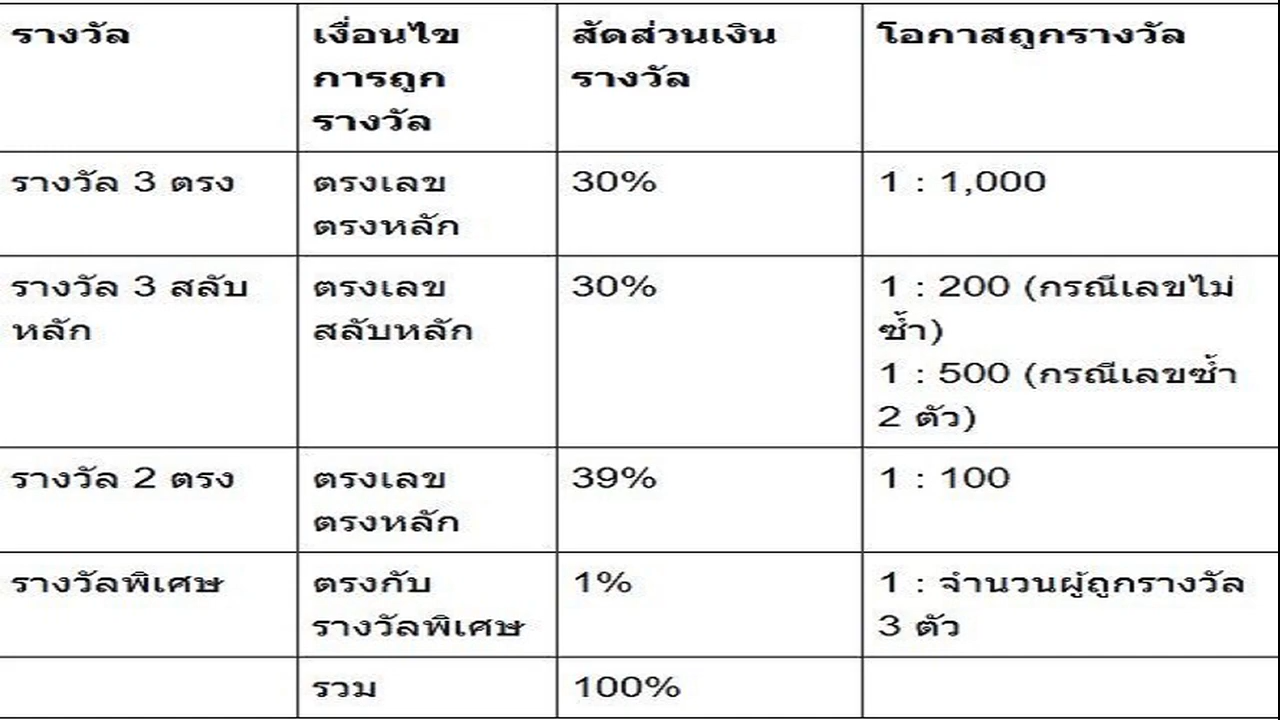 รางวัล
เงื่อนไข
การถูก
รางวัล
สัดส่วนเงิน
รางวัล
โอกาสถูกรางวัล
รางวัล 3 ตรง
ตรงเลข
ตรงหลัก
30%
1 : 1,000
รางวัล 3 สลับ
หลัก
ตรงเลข
สลับหลัก
30%
1 : 200 (กรณีเลขไม่
ซ้ำ)
1 : 500 (กรณีเลขซ้ำ
2 ตัว)
รางวัล 2 ตรง
ตรงเลข
ตรงหลัก
39%
1 : 100
รางวัลพิเศษ
ตรงกับ
รางวัลพิเศษ
1%
1 : จำนวนผู้ถูกรางวัล
3 ตัว
รวม
100%